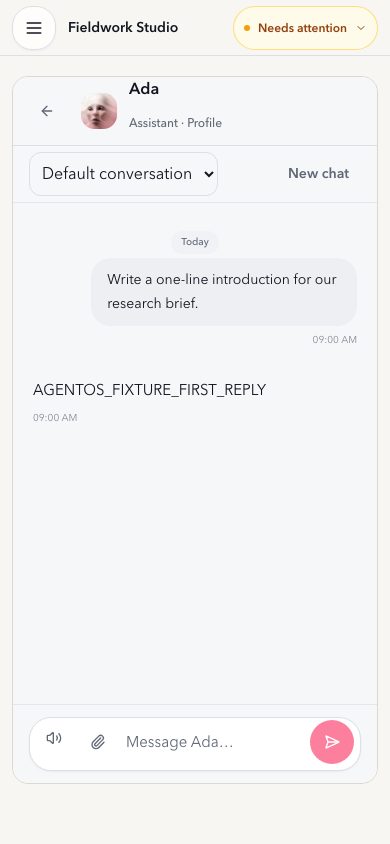 Fieldwork Studio
Needs attention
Ada
Assistant · Profile
Default conversation
New chat
Today
Write a one-line introduction for our
research brief.
09:00 AM
AGENTOS_FIXTURE_FIRST_REPLY
09:00 AM
Message Ada…